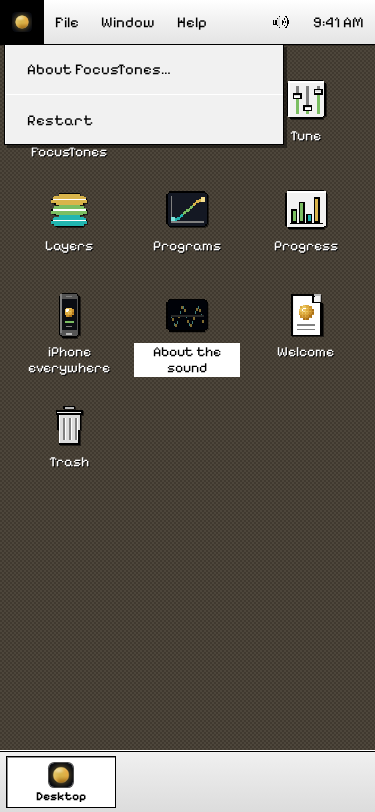 File Window Help 9:41 AM
About FocusTones...
Restart
FocusTones
Tune
Layers
Programs
Progress
iPhone
everywhere
About the
sound
Welcome
Trash
Desktop